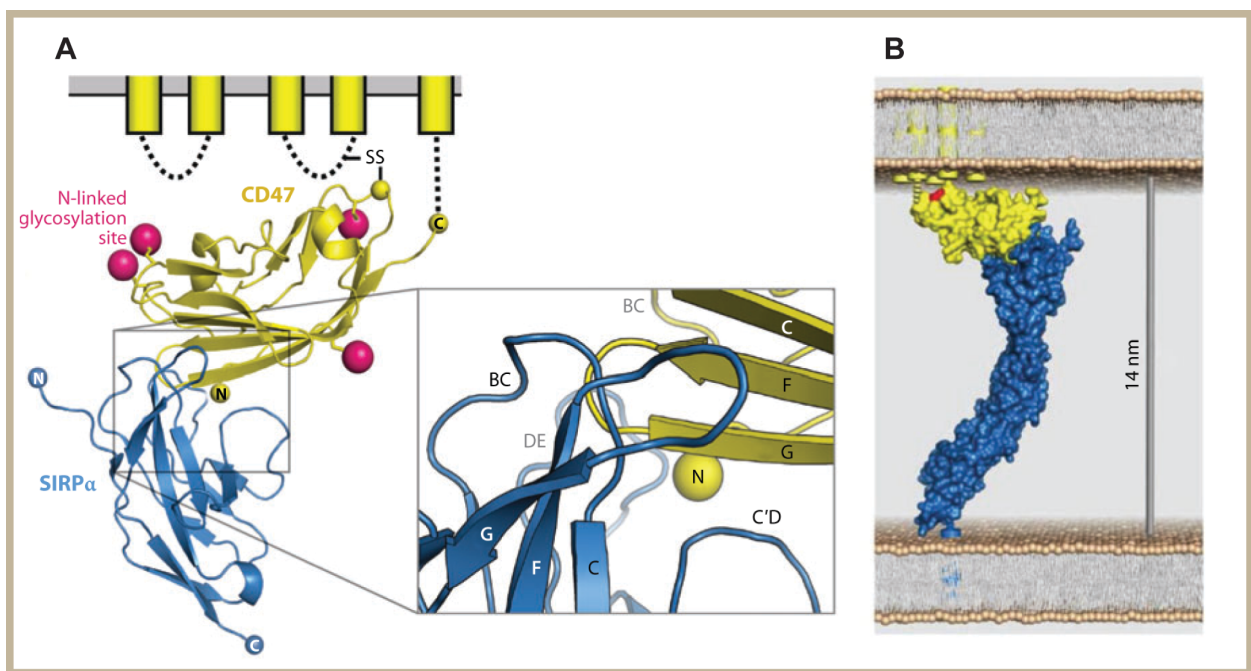 A
B
SS
CD47
N-linked
glycosylation
site
C
N
N
SIRPα
C
BC
C
BC
F
DE
G
N
C'D
G
F
C
14 nm